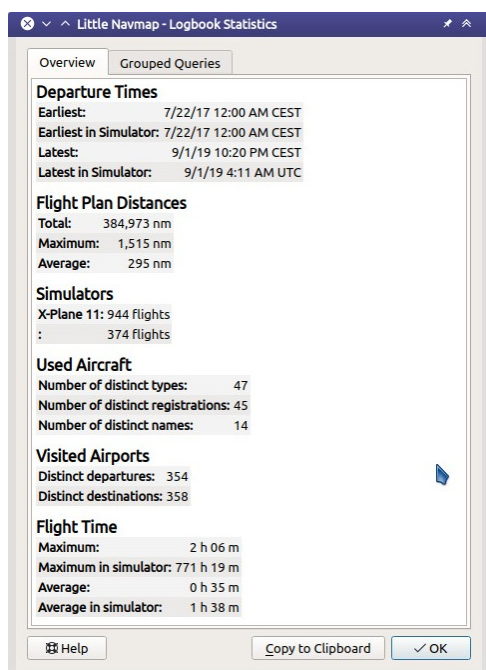 Little Navmap - Logbook Statistics
Overview Grouped Queries
Departure Times
Earliest: 7/22/17 12:00 AM CEST
Earliest in Simulator: 7/22/17 12:00 AM CEST
Latest: 9/1/19 10:20 PM CEST
Latest in Simulator: 9/1/19 4:11 AM UTC
Flight Plan Distances
Total: 384,973 nm
Maximum: 1,515 nm
Average: 295 nm
Simulators
X-Plane 11: 944 flights
: 374 flights
Used Aircraft
Number of distinct types: 47
Number of distinct registrations: 45
Number of distinct names: 14
Visited Airports
Distinct departures: 354
Distinct destinations: 358
Flight Time
Maximum: 2 h 06 m
Maximum in simulator: 771 h 19 m
Average: 0 h 35 m
Average in simulator: 1 h 38 m
Help Copy to Clipboard OK